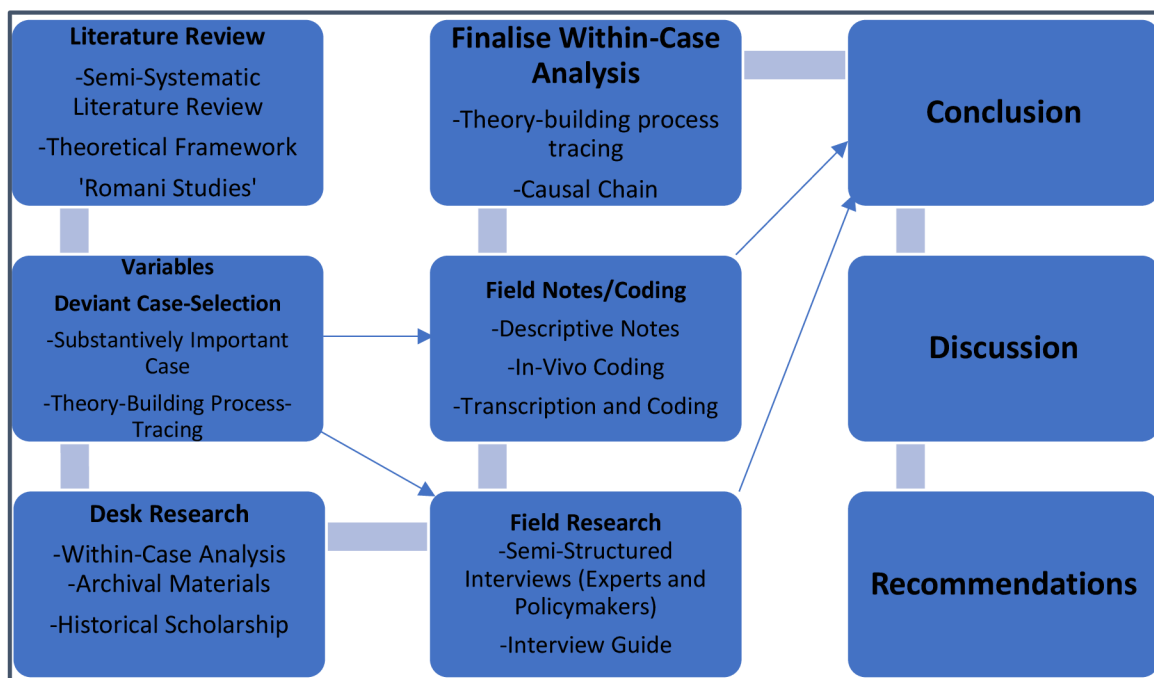 Literature Review
-Semi-Systematic
Literature Review
-Theoretical Framework
'Romani Studies'
Variables
Deviant Case-Selection
-Substantively Important
Case
-Theory-Building Process-
Tracing
Desk Research
-Within-Case Analysis
-Archival Materials
-Historical Scholarship
Field Research
-Semi-Structured
Interviews (Experts and
Policymakers)
-Interview Guide
Field Notes/Coding
-Descriptive Notes
-In-Vivo Coding
-Transcription and Coding
Finalise Within-Case
Analysis
-Theory-building process
tracing
-Causal Chain
Conclusion
Discussion
Recommendations